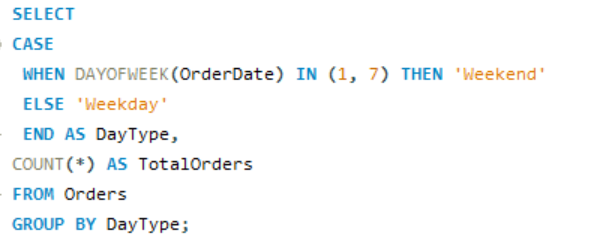 SELECT
CASE
WHEN DAYOFWEEK(OrderDate) IN (1, 7) THEN 'Weekend'
ELSE 'Weekday'
END AS DayType,
COUNT(*) AS TotalOrders
FROM Orders
GROUP BY DayType;